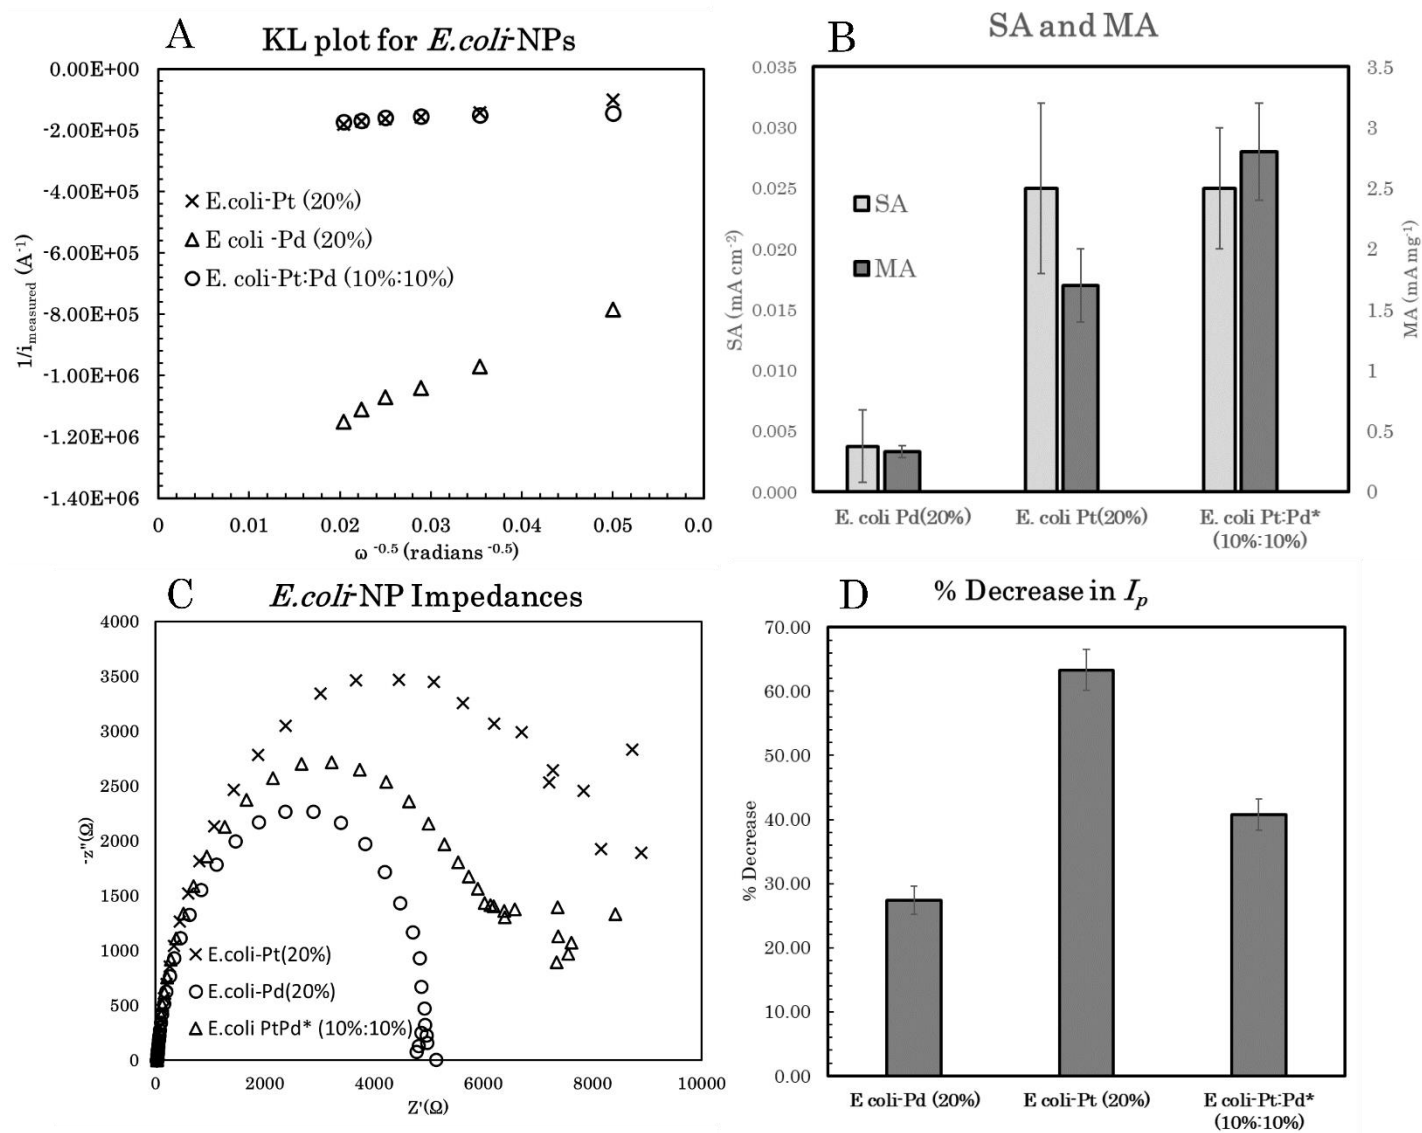 A
KL plot for E.coli-NPs
0.00E+00
-2.00E+05
-4.00E+05
-6.00E+05
-8.00E+05
-1.00E+06
-1.20E+06
-1.40E+06
1/i measured (A-1)
E.coli-Pt (20%)
E coli -Pd (20%)
E. coli-Pt:Pd (10%:10%)
0 0.01 0.02 0.03 0.04 0.05 0.0
ω -0.5 (radians -0.5)
B
SA and MA
0.035
0.030
0.025
0.020
0.015
0.010
0.005
0.000
SA (mA cm-2)
SA
MA
3.5
3
2.5
2
1.5
1
0.5
0
MA (mA mg-1)
E. coli Pd(20%) E. coli Pt(20%) E. coli Pt:Pd*
(10%:10%)
C
E.coli-NP Impedances
4000
3500
3000
2500
2000
1500
1000
500
0
-z"(Ω)
E.coli-Pt(20%)
E.coli-Pd(20%)
E.coli PtPd* (10%:10%)
0 2000 4000 6000 8000 10000
Z'(Ω)
D
% Decrease in Ip
70.00
60.00
50.00
40.00
30.00
20.00
10.00
0.00
% Decrease
E coli-Pd (20%) E coli-Pt (20%) E coli-Pt:Pd*
(10%:10%)